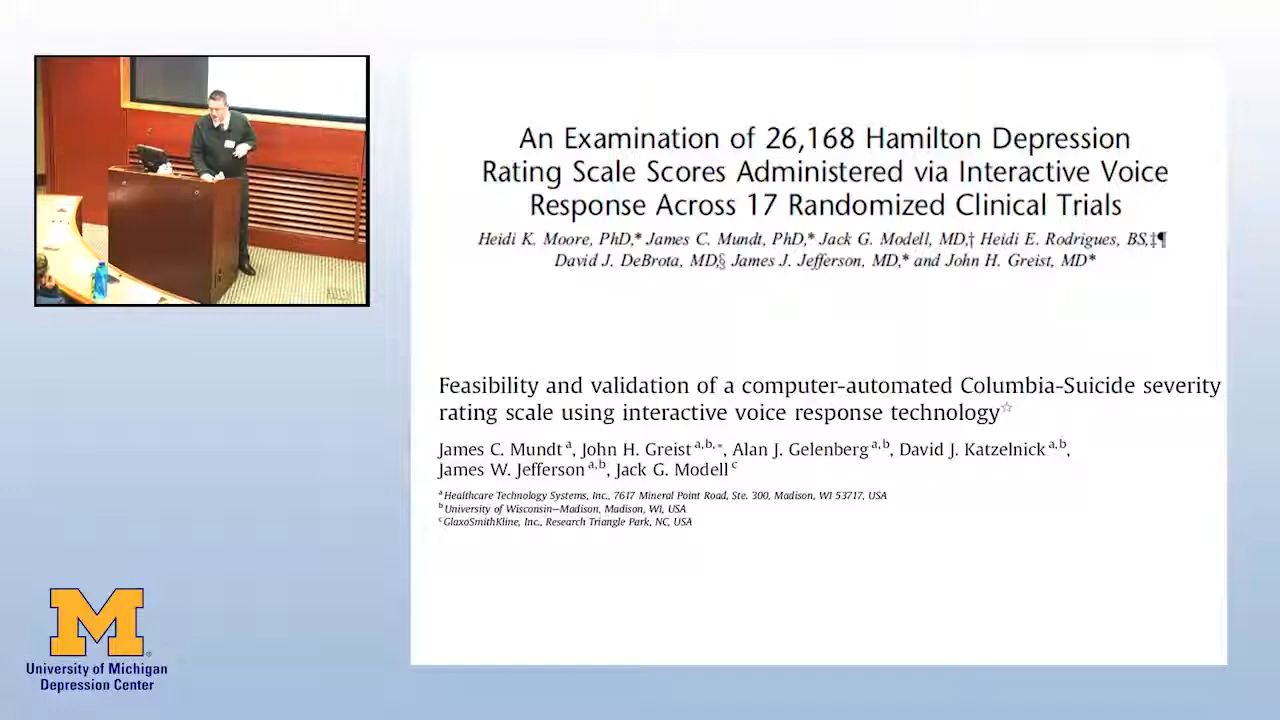 An Examination of 26,168 Hamilton Depression
Rating Scale Scores Administered via Interactive Voice
Response Across 17 Randomized Clinical Trials
Heidi K. Moore, PhD,* James C. Mundt, PhD,* Jack G. Modell, MD,† Heidi E. Rodrigues, BS,‡¶
David J. DeBrota, MD,§ James J. Jefferson, MD,* and John H. Greist, MD*
Feasibility and validation of a computer-automated Columbia-Suicide severity
rating scale using interactive voice response technology☆
James C. Mundt a, John H. Greist a,b,*, Alan J. Gelenberg a,b, David J. Katzelnick a,b,
James W. Jefferson a,b, Jack G. Modell c
a Healthcare Technology Systems, Inc., 7617 Mineral Point Road, Ste. 300, Madison, WI 53717, USA
b University of Wisconsin—Madison, Madison, WI, USA
c GlaxoSmithKline, Inc., Research Triangle Park, NC, USA
M
University of Michigan
Depression Center